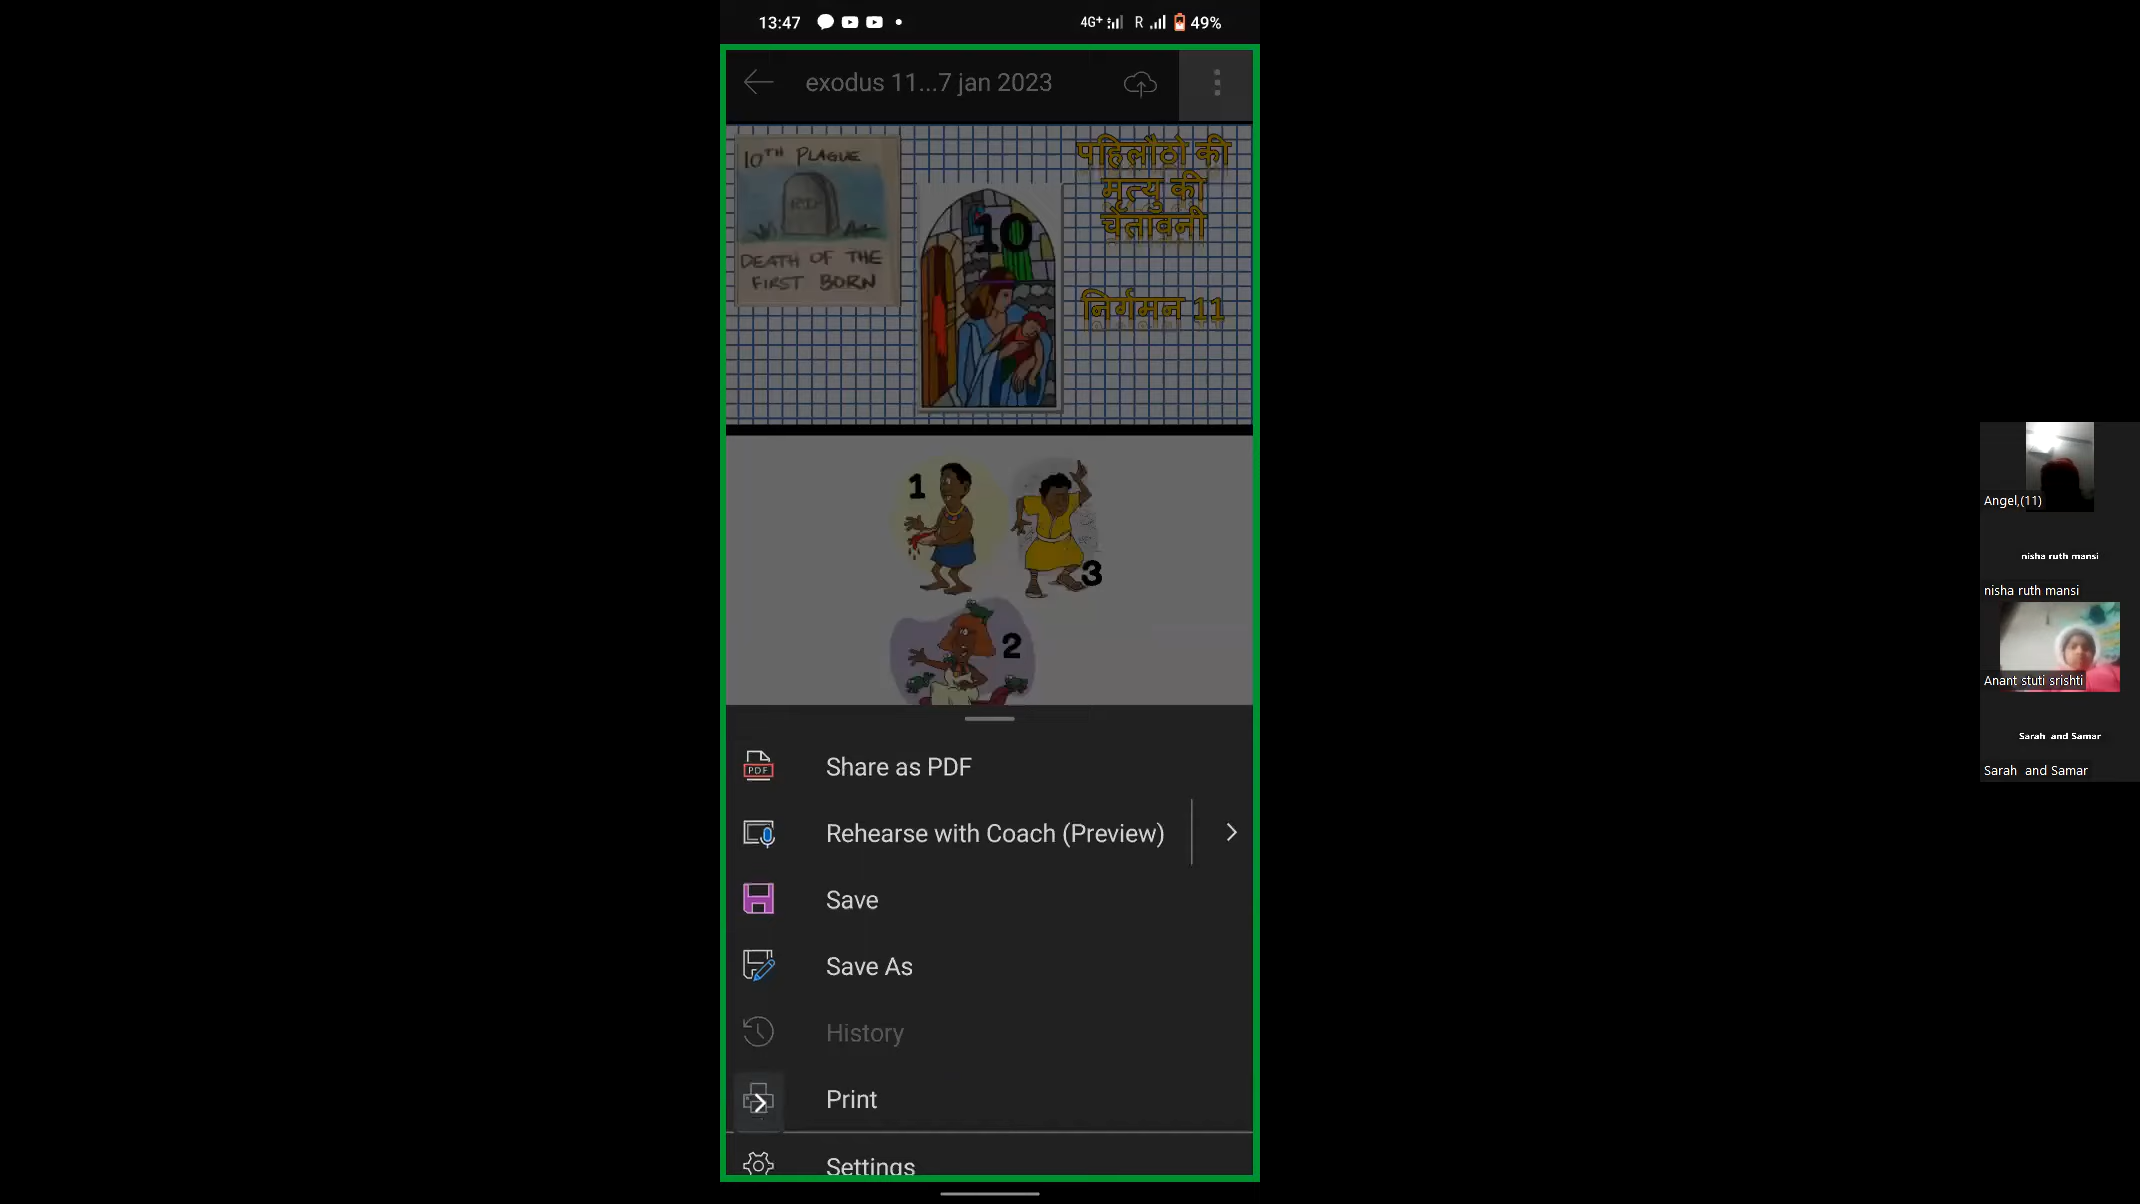 13:47 4G+ R 49%
exodus 11...7 jan 2023
10TH PLAGUE
RIP
DEATH OF THE
FIRST BORN
10
पहिलौठो की
मृत्यु की
चेतावनी
निर्गमन 11
1
3
2
PDF
Share as PDF
Rehearse with Coach (Preview)
Save
Save As
History
Print
Settings
Angel,(11)
nisha ruth mansi
nisha ruth mansi
Anant stuti srishti
Sarah and Samar
Sarah and Samar